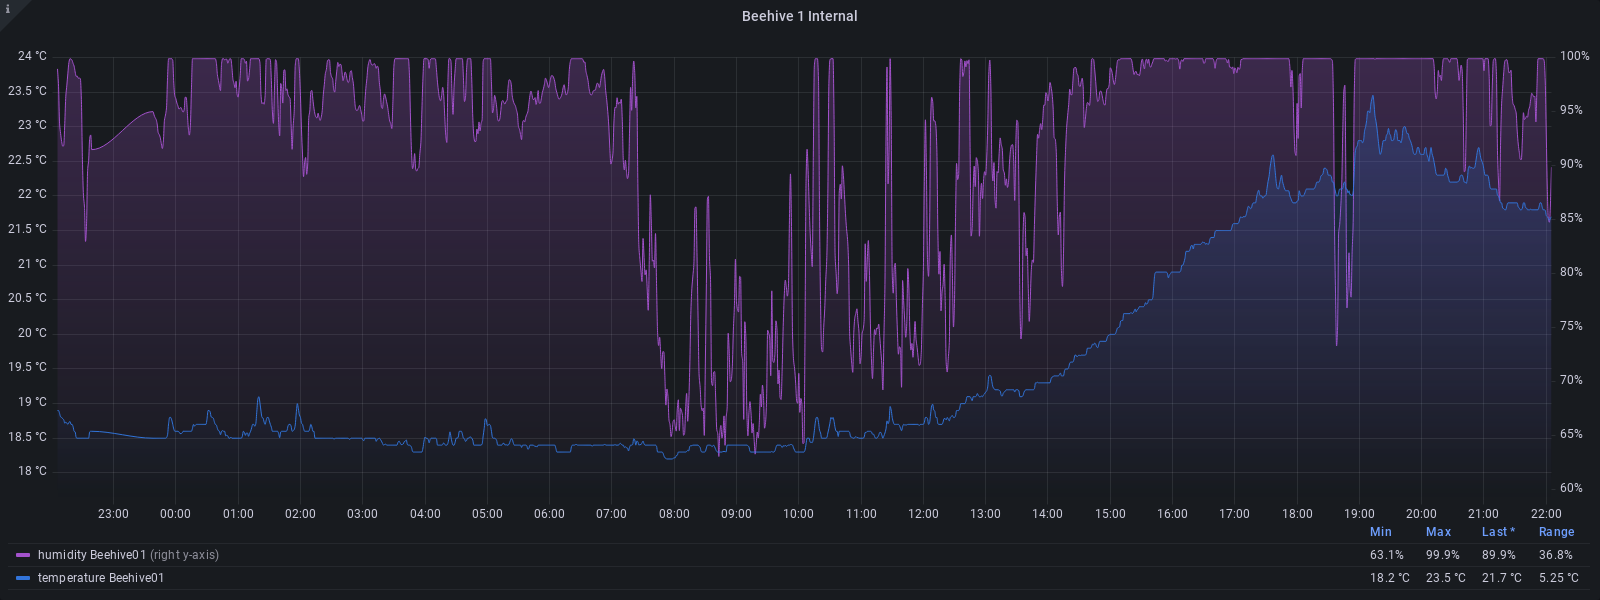 i
Beehive 1 Internal
24 °C
23.5 °C
23 °C
22.5 °C
22 °C
21.5 °C
21 °C
20.5 °C
20 °C
19.5 °C
19 °C
18.5 °C
18 °C
100%
95%
90%
85%
80%
75%
70%
65%
60%
23:00 00:00 01:00 02:00 03:00 04:00 05:00 06:00 07:00 08:00 09:00 10:00 11:00 12:00 13:00 14:00 15:00 16:00 17:00 18:00 19:00 20:00 21:00 22:00
Min Max Last * Range
humidity Beehive01 (right y-axis) 63.1% 99.9% 89.9% 36.8%
temperature Beehive01 18.2 °C 23.5 °C 21.7 °C 5.25 °C